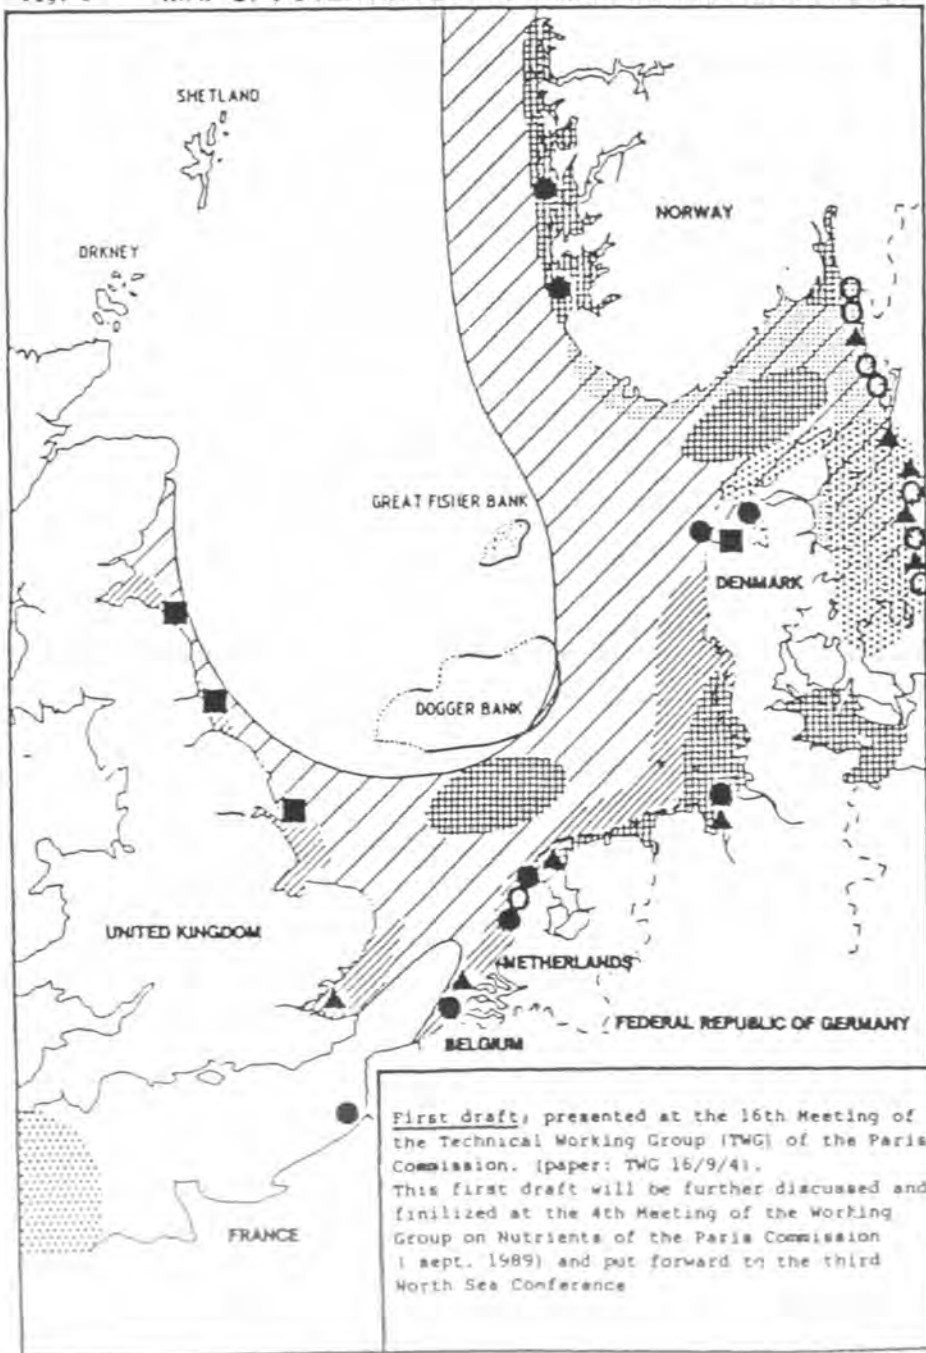 MAP OF
SHETLAND
ORKNEY
NORWAY
GREAT FISHER BANK
DENMARK
DOGGER BANK
UNITED KINGDOM
NETHERLANDS
FEDERAL REPUBLIC OF GERMANY
BELGIUM
FRANCE
First draft, presented at the 16th Meeting of
the Technical Working Group (TWG) of the Paris
Commission. (paper: TWG 16/9/4).
This first draft will be further discussed and
finilized at the 4th Meeting of the Working
Group on Nutrients of the Paris Commission
( sept. 1989) and put forward to the third
North Sea Conference